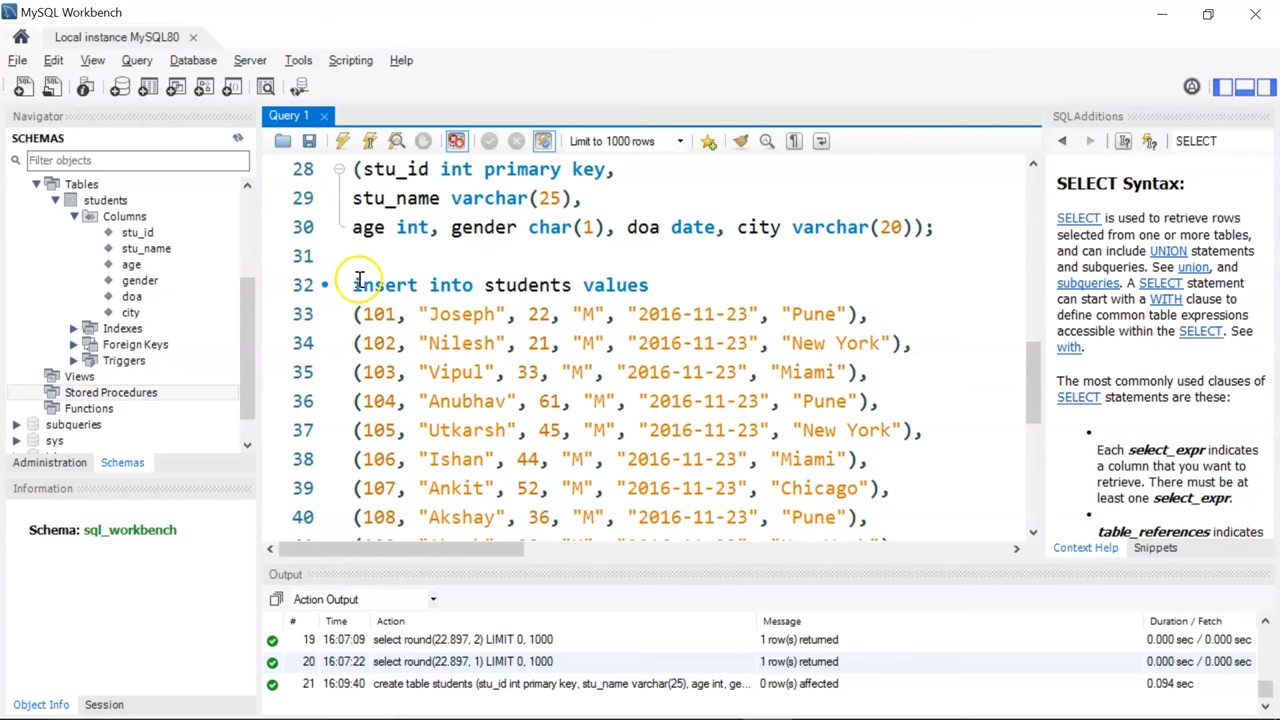 MySQL Workbench
Local instance MySQL80
File Edit View Query Database Server Tools Scripting Help
Navigator
SCHEMAS
Filter objects
Tables
students
Columns
stu_id
stu_name
age
gender
doa
city
Indexes
Foreign Keys
Triggers
Views
Stored Procedures
Functions
subqueries
sys
Administration Schemas
Information
Schema: sql_workbench
Object Info Session
Query 1
Limit to 1000 rows
28 (stu_id int primary key,
29 stu_name varchar(25),
30 age int, gender char(1), doa date, city varchar(20));
31
32 insert into students values
33 (101, "Joseph", 22, "M", "2016-11-23", "Pune"),
34 (102, "Nilesh", 21, "M", "2016-11-23", "New York"),
35 (103, "Vipul", 33, "M", "2016-11-23", "Miami"),
36 (104, "Anubhav", 61, "M", "2016-11-23", "Pune"),
37 (105, "Utkarsh", 45, "M", "2016-11-23", "New York"),
38 (106, "Ishan", 44, "M", "2016-11-23", "Miami"),
39 (107, "Ankit", 52, "M", "2016-11-23", "Chicago"),
40 (108, "Akshay", 36, "M", "2016-11-23", "Pune"),
Output
Action Output
# Time Action Message Duration / Fetch
19 16:07:09 select round(22.897, 2) LIMIT 0, 1000 1 row(s) returned 0.000 sec / 0.000 sec
20 16:07:22 select round(22.897, 1) LIMIT 0, 1000 1 row(s) returned 0.000 sec / 0.000 sec
21 16:09:40 create table students (stu_id int primary key, stu_name varchar(25), age int, ge... 0 row(s) affected 0.094 sec
SQLAdditions
SELECT
SELECT Syntax:
SELECT is used to retrieve rows
selected from one or more tables,
and can include UNION statements
and subqueries. See union, and
subqueries. A SELECT statement
can start with a WITH clause to
define common table expressions
accessible within the SELECT. See
with.
The most commonly used clauses of
SELECT statements are these:
• Each select_expr indicates
a column that you want to
retrieve. There must be at
least one select_expr.
• table_references indicates
Context Help Snippets